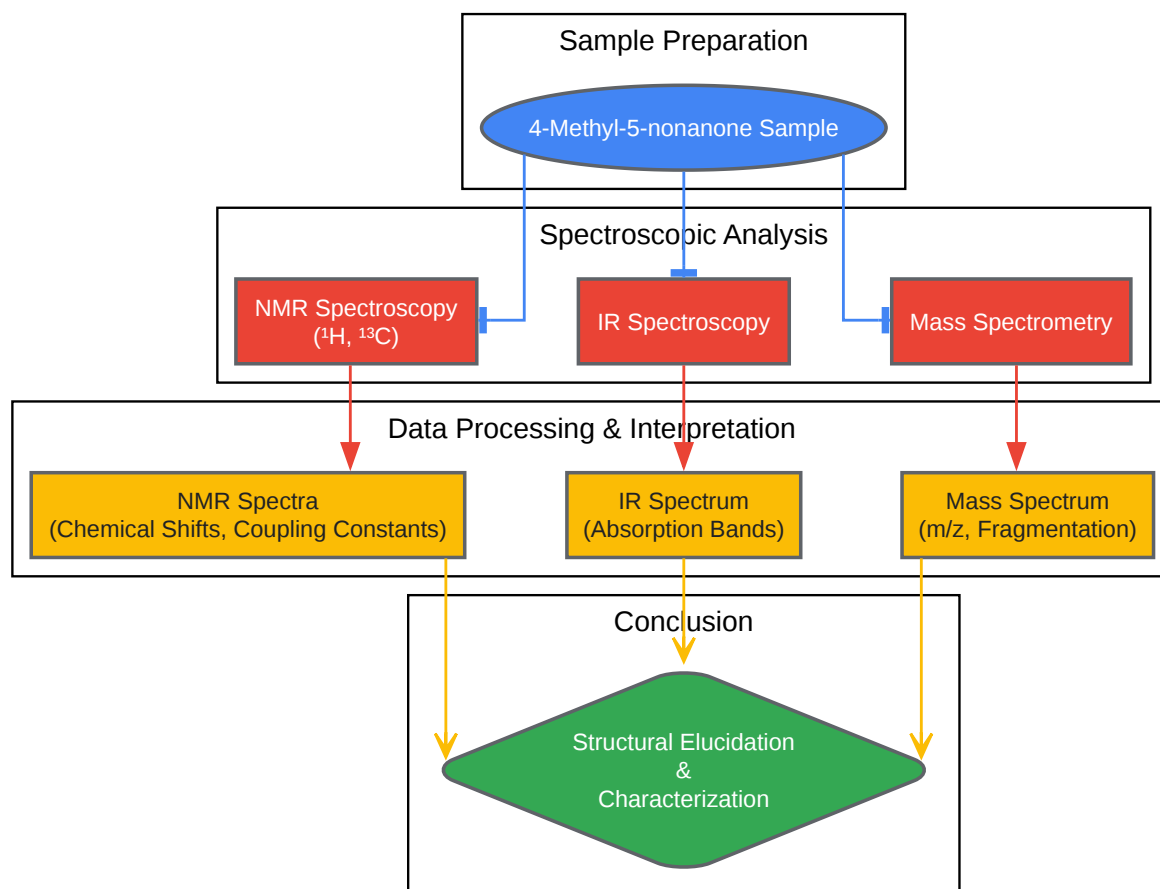 Sample Preparation
4-Methyl-5-nonanone Sample
Spectroscopic Analysis
NMR Spectroscopy
(¹H, ¹³C)
IR Spectroscopy
Mass Spectrometry
Data Processing & Interpretation
NMR Spectra
(Chemical Shifts, Coupling Constants)
IR Spectrum
(Absorption Bands)
Mass Spectrum
(m/z, Fragmentation)
Conclusion
Structural Elucidation
&
Characterization